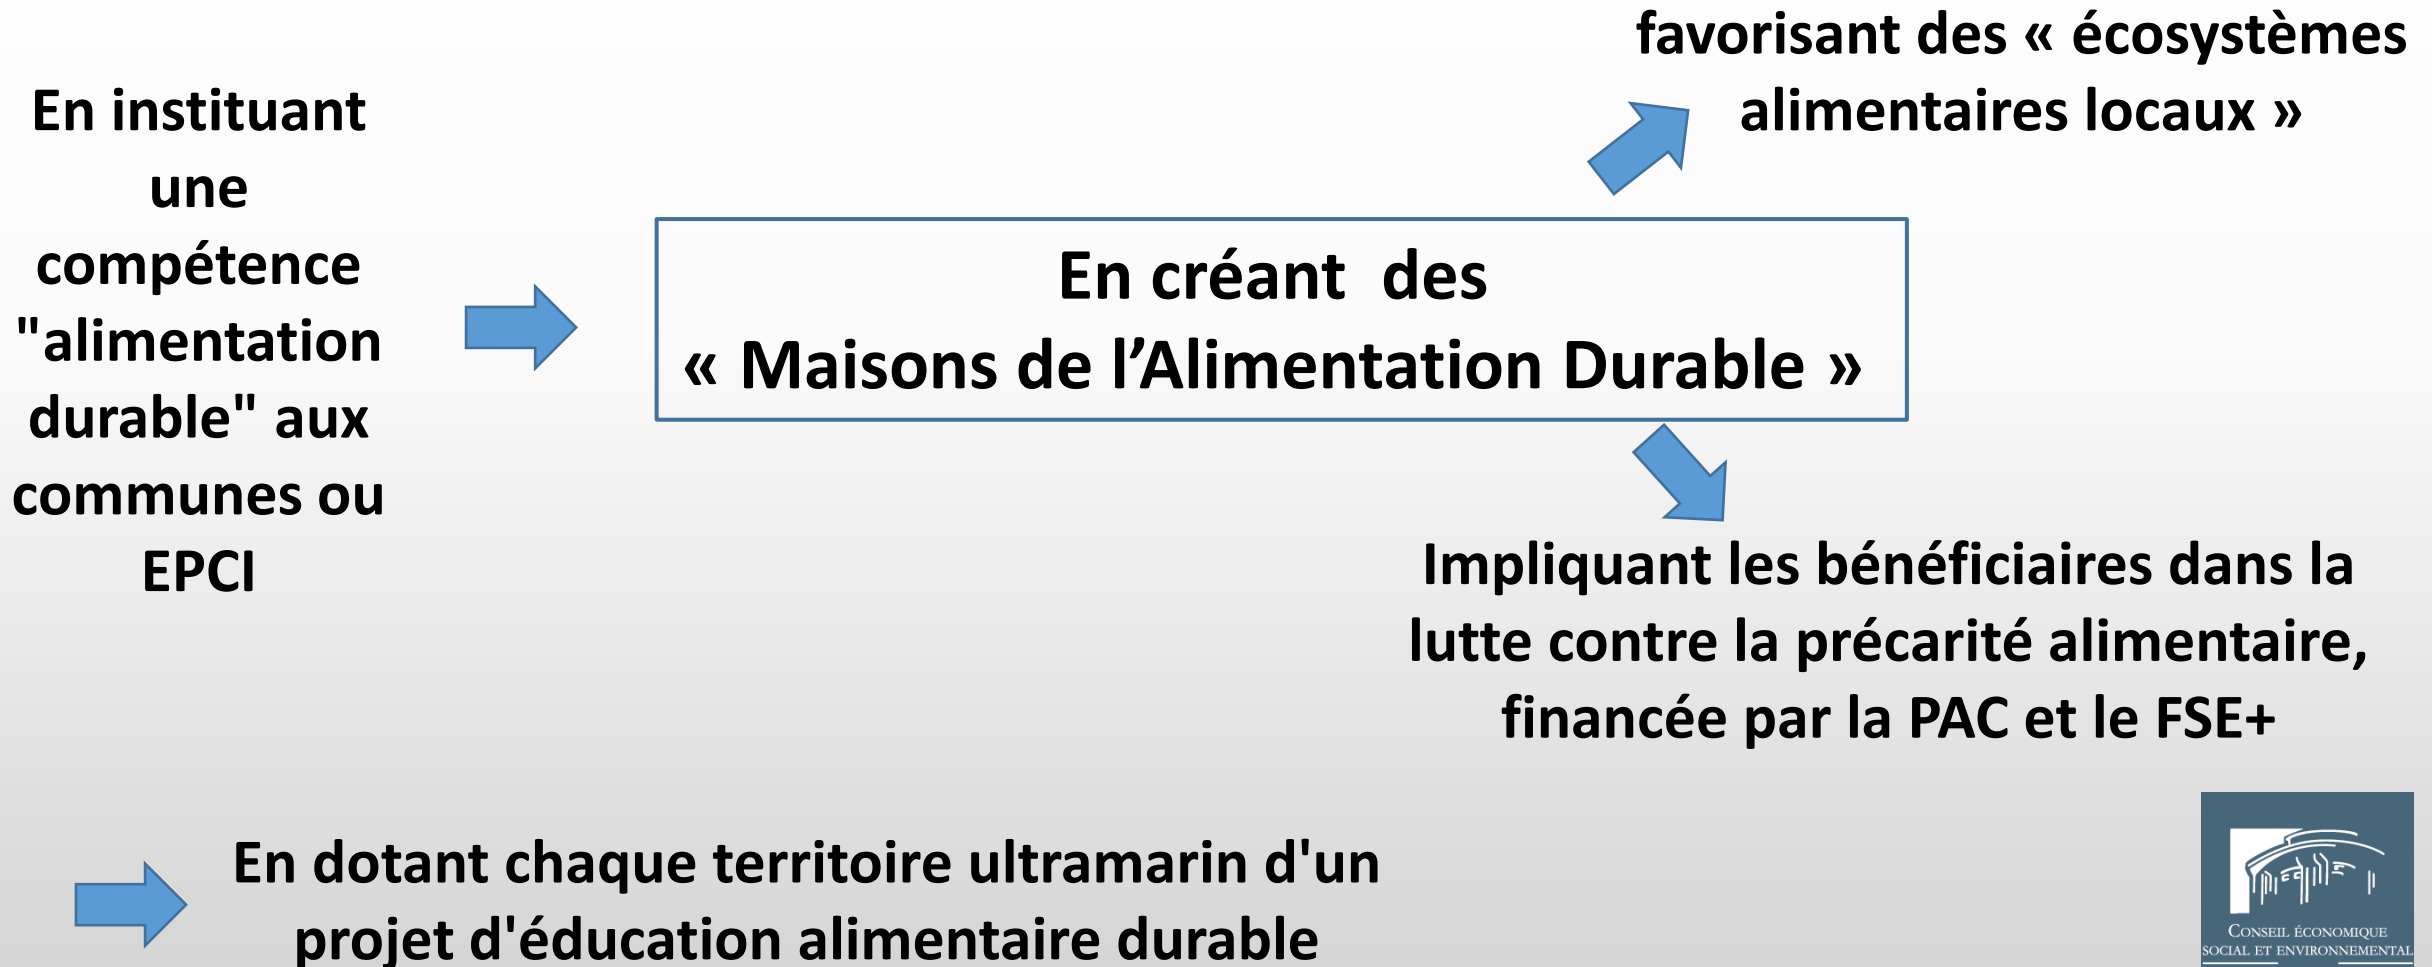 En instituant
une
compétence
"alimentation
durable" aux
communes ou
EPCI
favorisant des « écosystèmes
alimentaires locaux »
En créant  des
« Maisons de l’Alimentation Durable »
Impliquant les bénéficiaires dans la
lutte contre la précarité alimentaire,
financée par la PAC et le FSE+
En dotant chaque territoire ultramarin d'un
projet d'éducation alimentaire durable
CONSEIL ÉCONOMIQUE
SOCIAL ET ENVIRONNEMENTAL